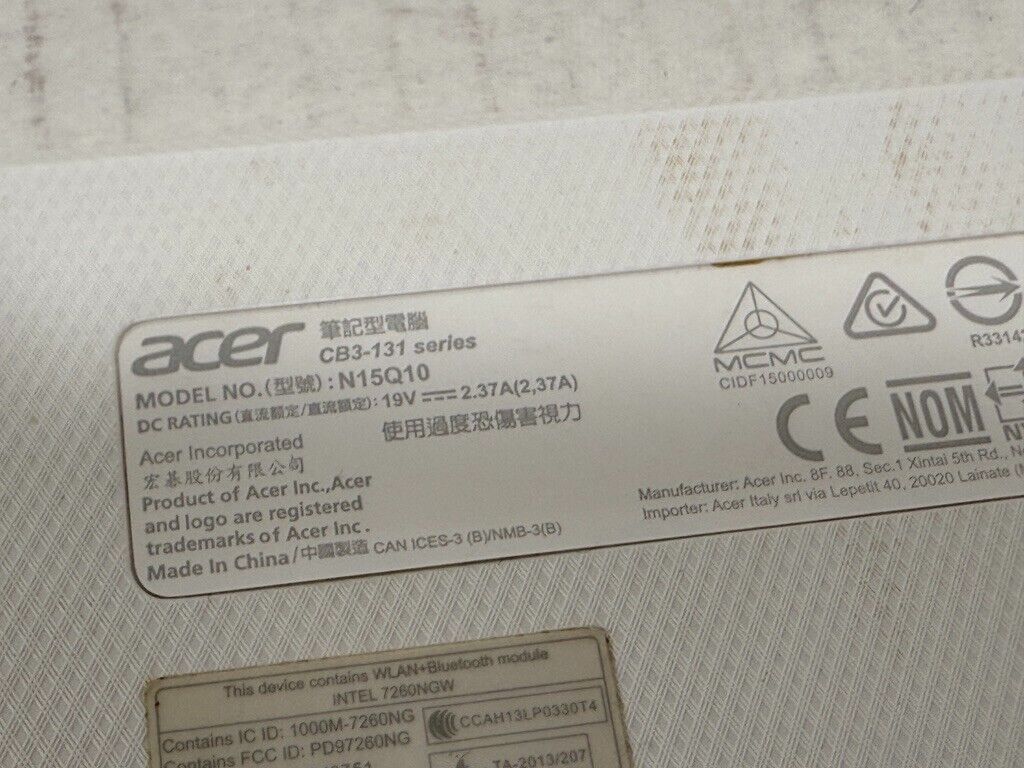 acer 筆記型電腦
CB3-131 series
MODEL NO.(型號): N15Q10
DC RATING(直流額定/直流額定): 19V 2.37A(2,37A)
使用過度恐傷害視力
Acer Incorporated
宏碁股份有限公司
Product of Acer Inc.,Acer
and logo are registered
trademarks of Acer Inc.
Made In China/中國製造 CAN ICES-3 (B)/NMB-3(B)
MCMC
CIDF15000009
R3314
CE NOM
Manufacturer: Acer Inc. 8F, 88, Sec.1 Xintai 5th Rd.,
Importer: Acer Italy srl via Lepetit 40, 20020 Lainate
This device contains WLAN+Bluetooth module
INTEL 7260NGW
Contains IC ID: 1000M-7260NG
Contains FCC ID: PD97260NG
CCAH13LP0330T4
TA-2013/207